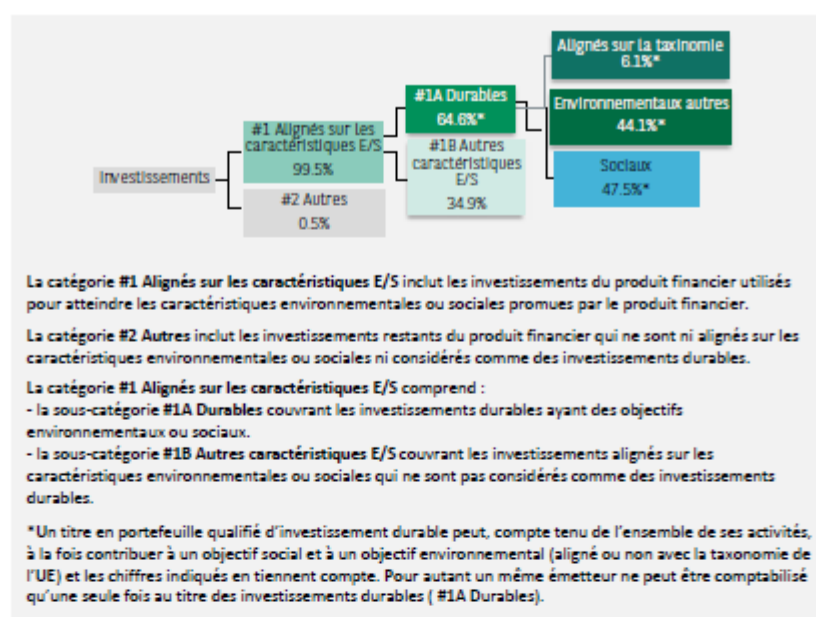 Alignés sur la taxinomie
6.1%*
#1A Durables
64.6%*
Environnementaux autres
44.1%*
#1 Alignés sur les
caractéristiques E/S
99.5%
#1B Autres
caractéristiques
E/S
34.9%
Sociaux
47.5%*
Investissements
#2 Autres
0.5%
La catégorie #1 Alignés sur les caractéristiques E/S inclut les investissements du produit financier utilisés
pour atteindre les caractéristiques environnementales ou sociales promues par le produit financier.
La catégorie #2 Autres inclut les investissements restants du produit financier qui ne sont ni alignés sur les
caractéristiques environnementales ou sociales ni considérés comme des investissements durables.
La catégorie #1 Alignés sur les caractéristiques E/S comprend :
- la sous-catégorie #1A Durables couvrant les investissements durables ayant des objectifs
environnementaux ou sociaux.
- la sous-catégorie #1B Autres caractéristiques E/S couvrant les investissements alignés sur les
caractéristiques environnementales ou sociales qui ne sont pas considérés comme des investissements
durables.
*Un titre en portefeuille qualifié d'investissement durable peut, compte tenu de l'ensemble de ses activités,
à la fois contribuer à un objectif social et à un objectif environnemental (aligné ou non avec la taxonomie de
l'UE) et les chiffres indiqués en tiennent compte. Pour autant un même émetteur ne peut être comptabilisé
qu'une seule fois au titre des investissements durables ( #1A Durables).